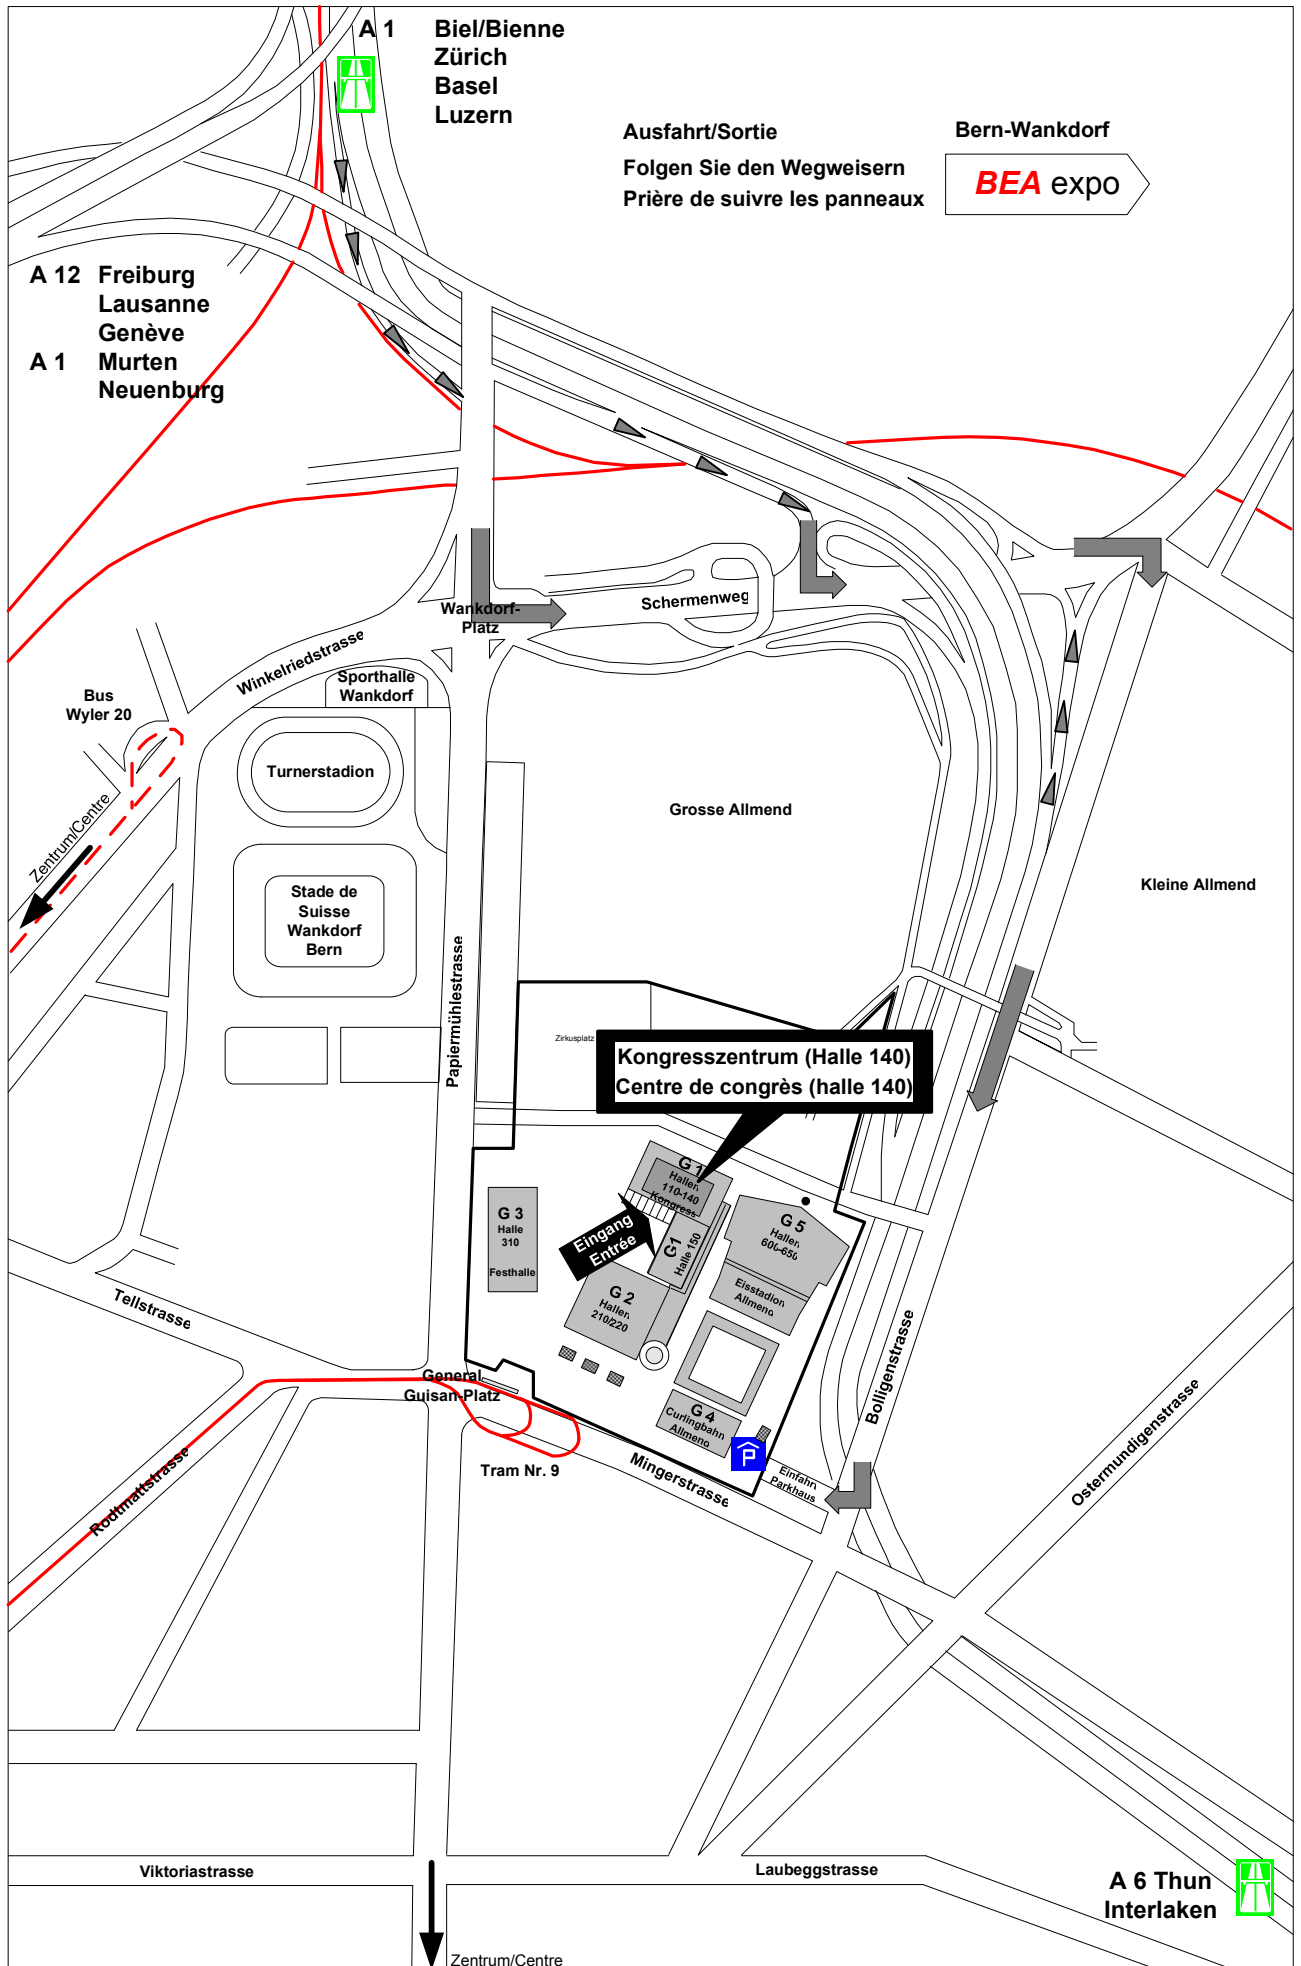 A 1 Biel/Bienne
Zürich
Basel
Luzern
Ausfahrt/Sortie
Bern-Wankdorf
Folgen Sie den Wegweisern
Prière de suivre les panneaux
BEA expo
A 12 Freiburg
Lausanne
Genève
A 1 Murten
Neuenburg
Wankdorf-
Platz
Schermenweg
Winkelriedstrasse
Sporthalle
Wankdorf
Bus
Wyler 20
Turnerstadion
Zentrum/Centre
Grosse Allmend
Kleine Allmend
Stade de
Suisse
Wankdorf
Bern
Papiermühlestrasse
Zirkusplatz
Kongresszentrum (Halle 140)
Centre de congrès (halle 140)
G 1
Hallen
110-140
Kongress
G 3
Halle
310
Festhalle
Eingang
Entrée
G1
Halle 150
G 5
Hallen
600-650
Eisstadion
Allmend
G 2
Hallen
210/220
Tellstrasse
Bolligenstrasse
General
Guisan-Platz
G 4
Curlingbahn
Allmend
P
Einfahrt
Parkhaus
Tram Nr. 9
Mingerstrasse
Ostermundigenstrasse
Rodtmattstrasse
Viktoriastrasse
Laubeggstrasse
A 6 Thun
Interlaken
Zentrum/Centre